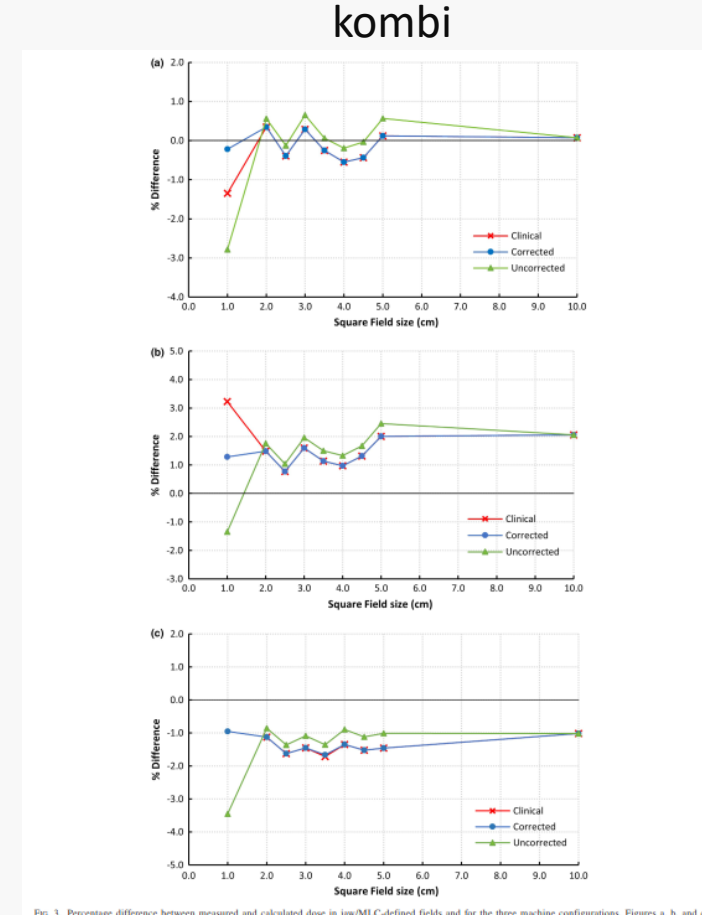 kombi
(a) 2.0
1.0
0.0
-1.0
-2.0
-3.0
-4.0
% Difference
Clinical
Corrected
Uncorrected
0.0 1.0 2.0 3.0 4.0 5.0 6.0 7.0 8.0 9.0 10.0
Square Field size (cm)
(b) 5.0
4.0
3.0
2.0
1.0
0.0
-1.0
-2.0
-3.0
% Difference
Clinical
Corrected
Uncorrected
0.0 1.0 2.0 3.0 4.0 5.0 6.0 7.0 8.0 9.0 10.0
Square Field size (cm)
(c) 2.0
1.0
0.0
-1.0
-2.0
-3.0
-4.0
-5.0
% Difference
Clinical
Corrected
Uncorrected
0.0 1.0 2.0 3.0 4.0 5.0 6.0 7.0 8.0 9.0 10.0
Square Field size (cm)
FIG. 3. Percentage difference between measured and calculated dose in jaw/MLC-defined fields and for the three machine configurations. Figures a, b, and